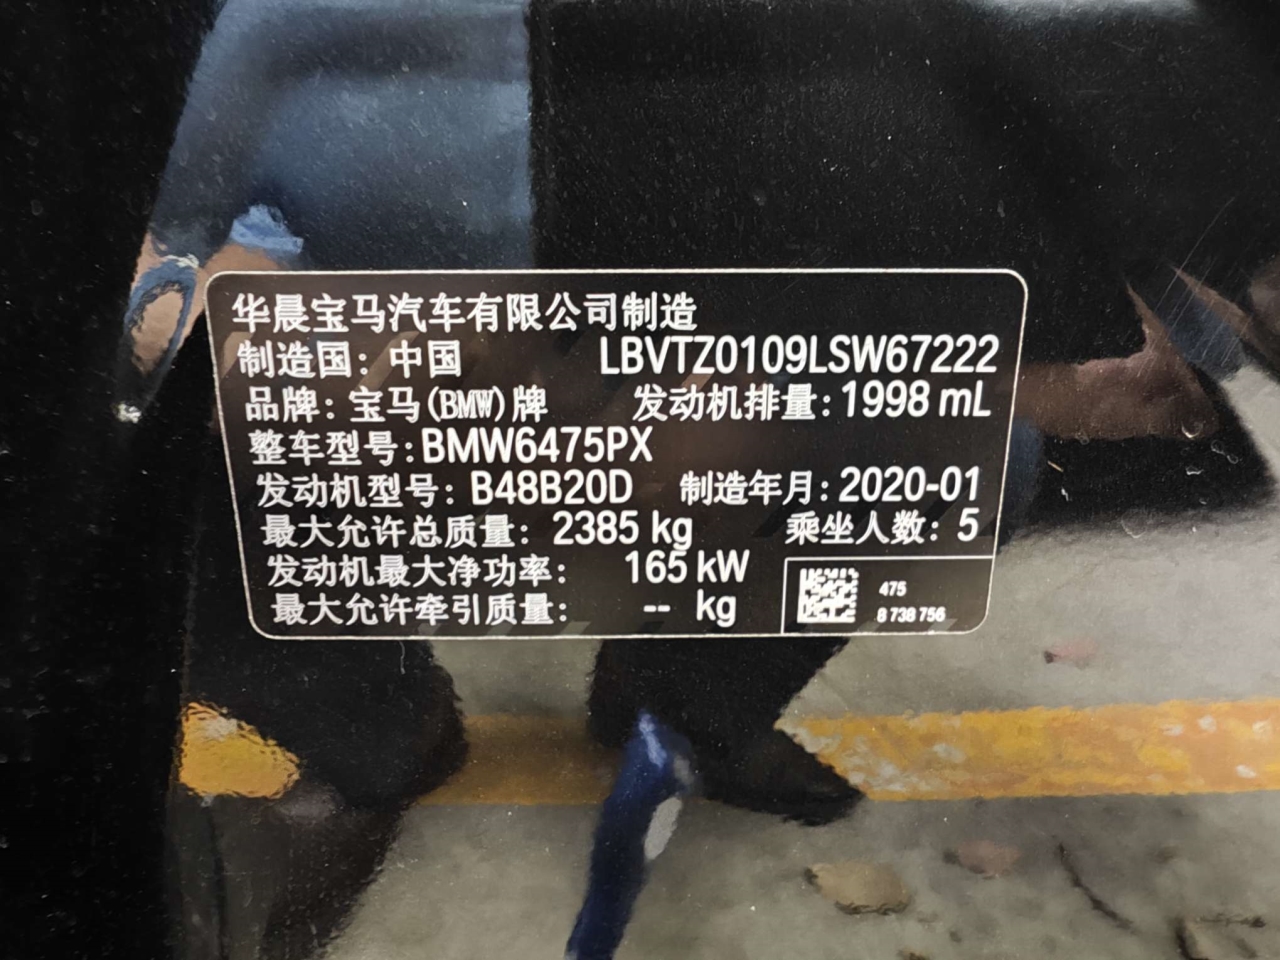 华晨宝马汽车有限公司制造
制造国：中国 LBVTZ0109LSW67222
品牌：宝马(BMW)牌 发动机排量：1998 mL
整车型号：BMW6475PX
发动机型号：B48B20D 制造年月：2020-01
最大允许总质量：2385 kg 乘坐人数：5
发动机最大净功率：165 kW
最大允许牵引质量：-- kg
475
8 738 756